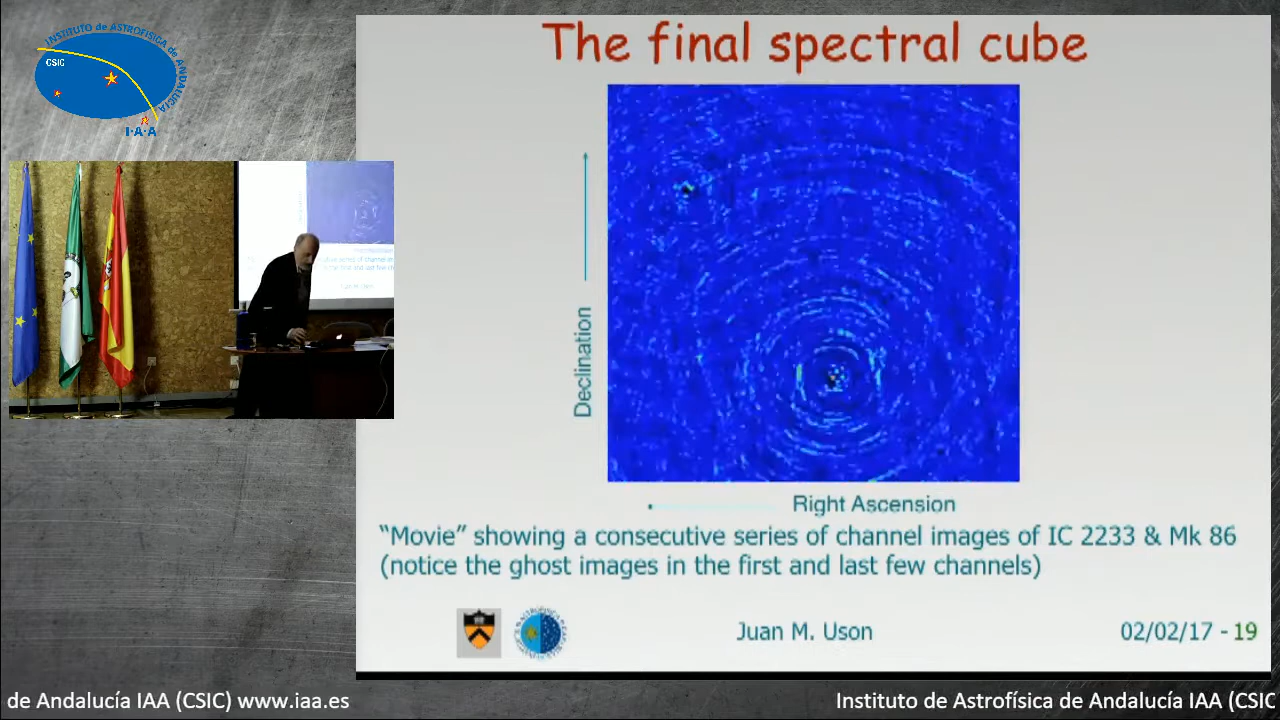 INSTITUTO de ASTROFÍSICA de ANDALUCÍA
CSIC
I·A·A
The final spectral cube
Declination
Right Ascension
“Movie” showing a consecutive series of channel images of IC 2233 & Mk 86
(notice the ghost images in the first and last few channels)
Juan M. Uson
02/02/17 - 19
de Andalucía IAA (CSIC) www.iaa.es
Instituto de Astrofísica de Andalucía IAA (CSIC